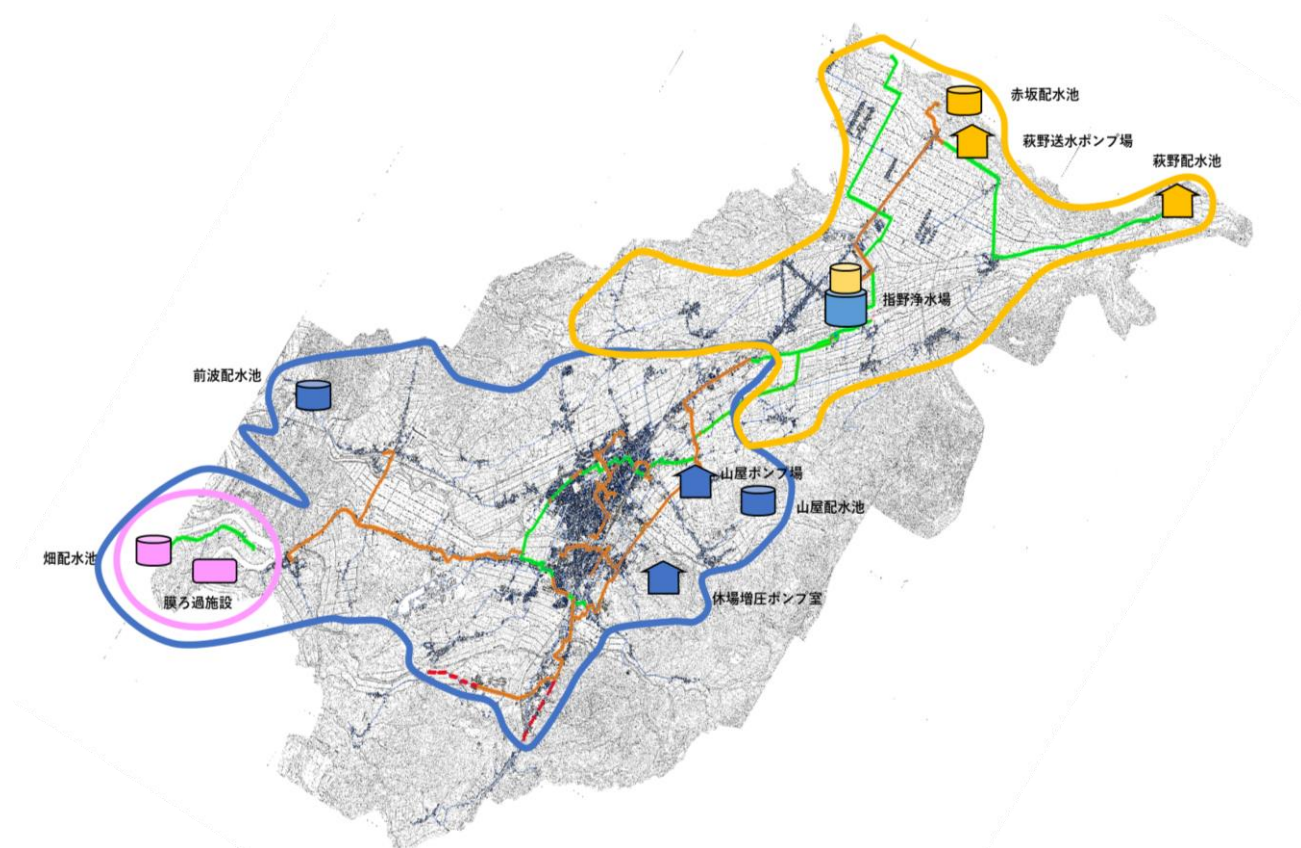 赤坂配水池
萩野送水ポンプ場
萩野配水池
指野浄水場
前波配水池
山屋ポンプ場
山屋配水池
畑配水池
膜ろ過施設
休場増圧ポンプ室